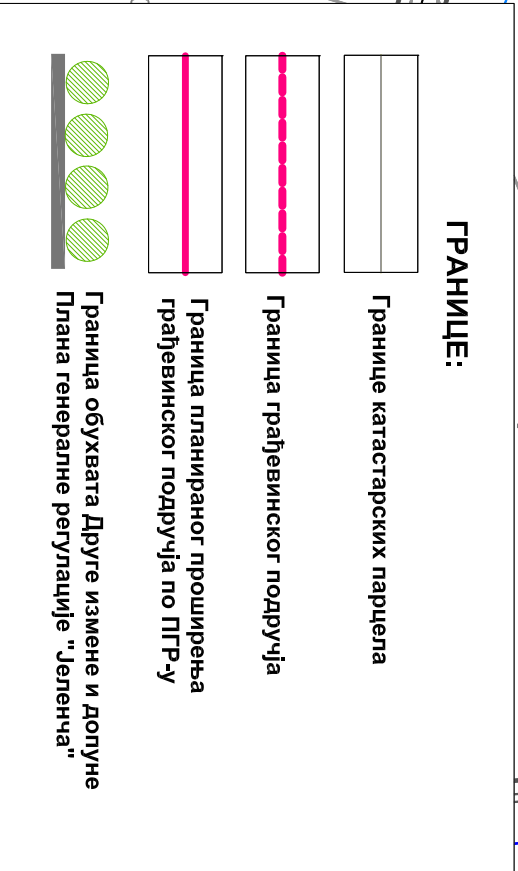 ГРАНИЦЕ:
Границе катастарских парцела
Граница грађевинског подручја
Граница планираног проширења
грађевинског подручја по ПГР-у
Граница обухвата Друге измене и допуне
Плана генералне регулације "Јеленча"